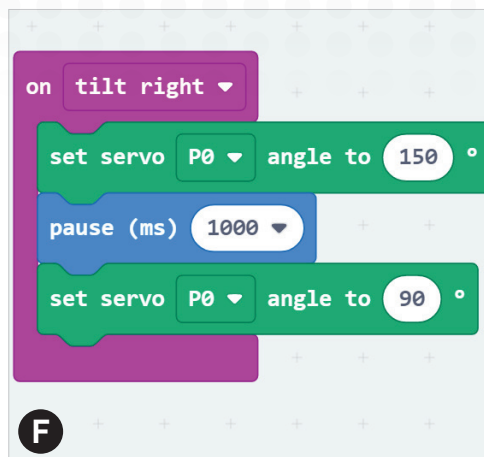 on tilt right
set servo P0 angle to 150 °
pause (ms) 1000
set servo P0 angle to 90 °
F